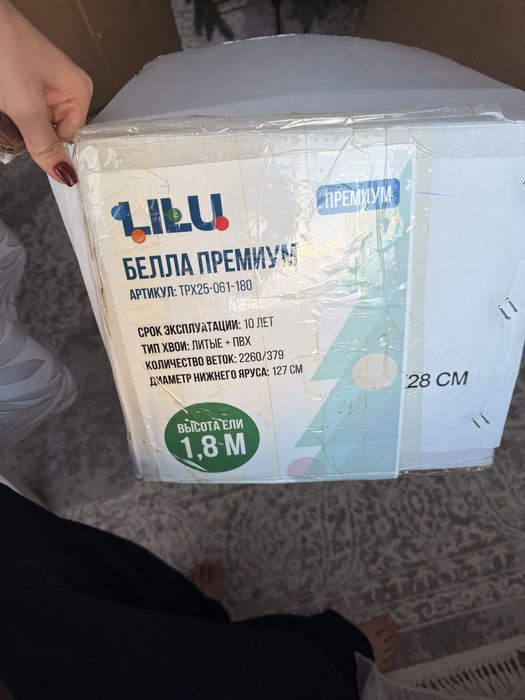 LILU
ПРЕМИУМ
БЕЛЛА ПРЕМИУМ
АРТИКУЛ: TPX25-061-180
СРОК ЭКСПЛУАТАЦИИ: 10 ЛЕТ
ТИП ХВОИ: ЛИТЫЕ + ПВХ
КОЛИЧЕСТВО ВЕТОК: 2260/379
ДИАМЕТР НИЖНЕГО ЯРУСА: 127 СМ
28 CM
ВЫСОТА ЕЛИ
1,8 М